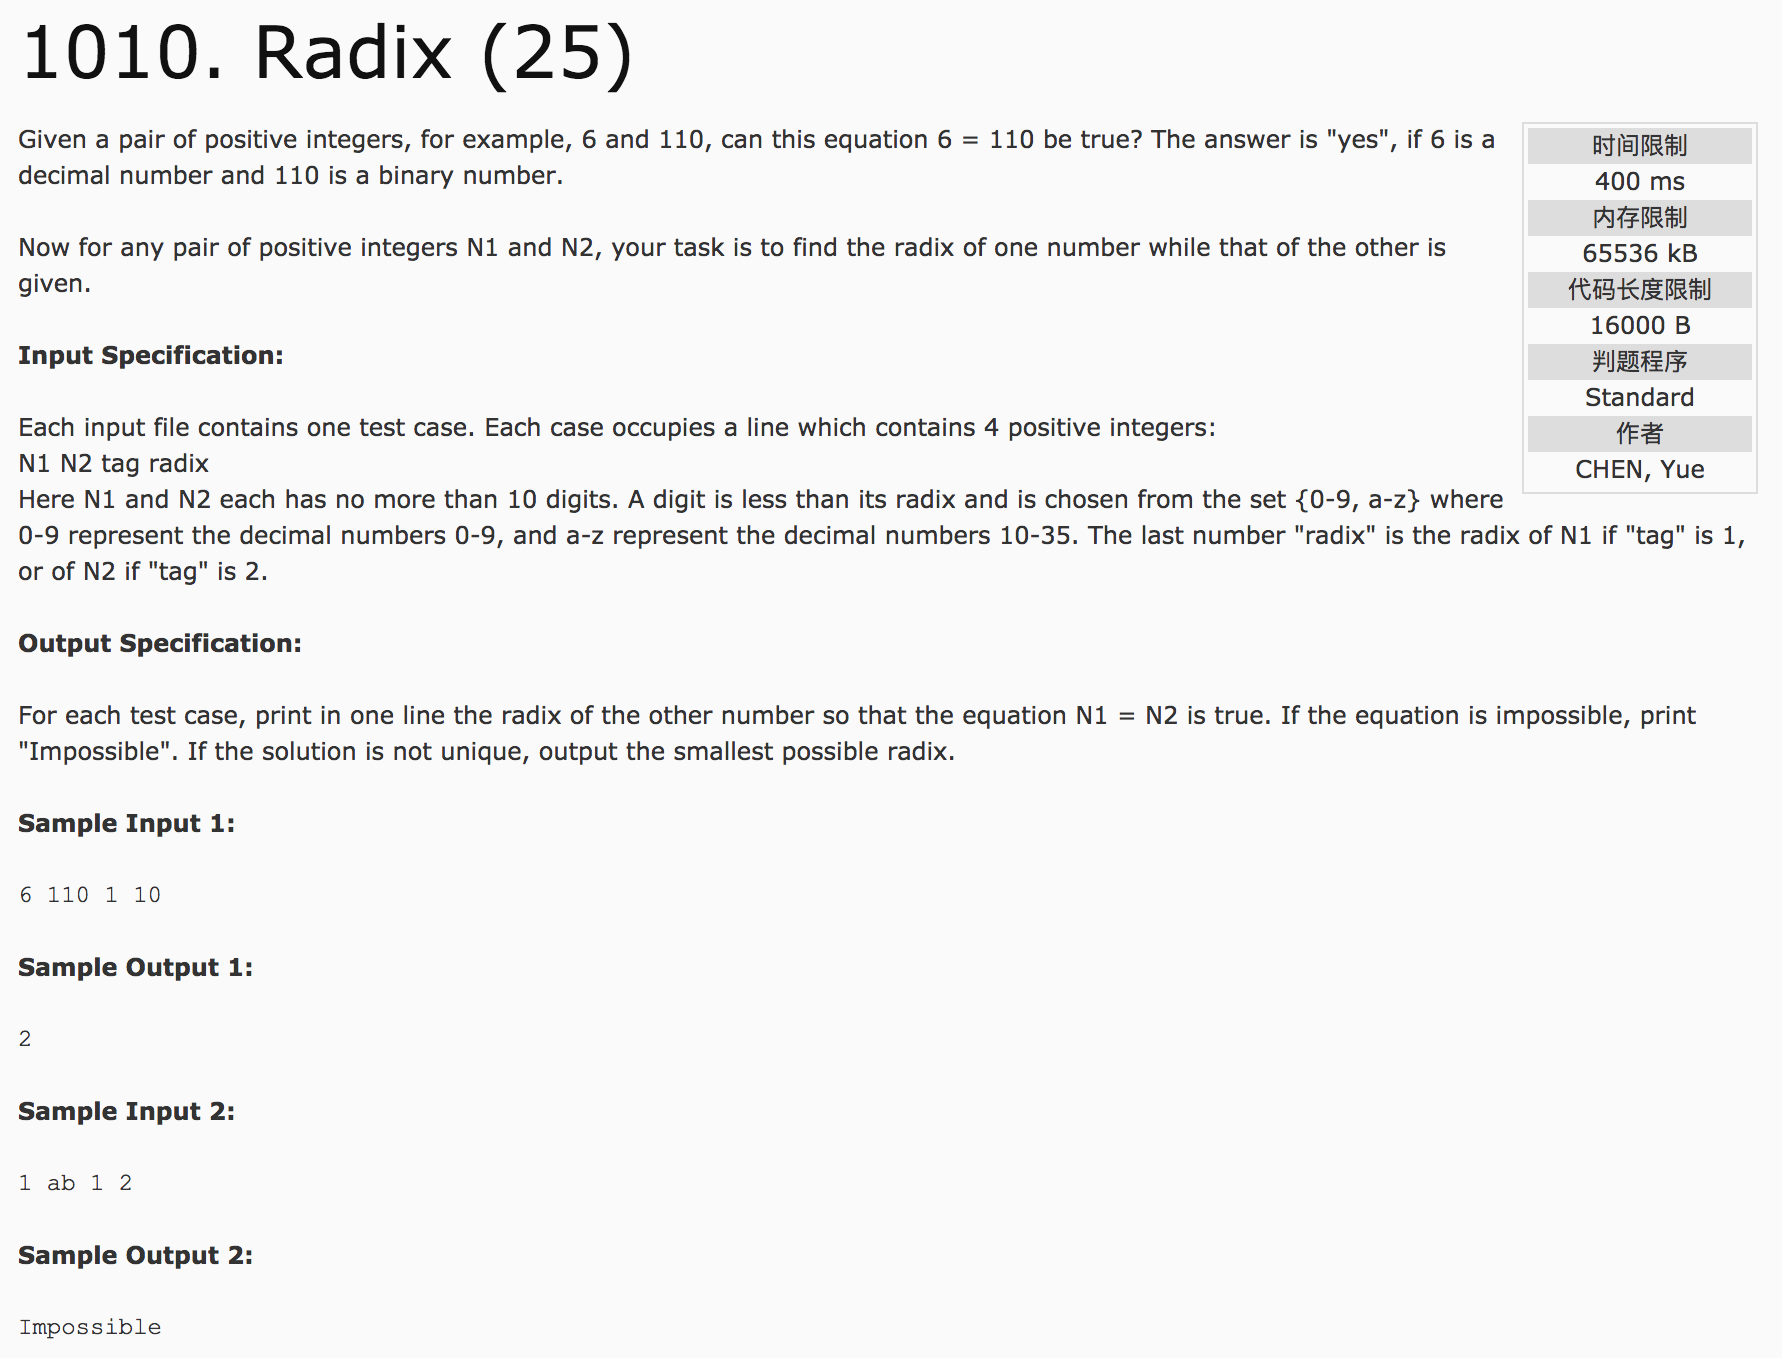 1010. Radix (25)
Given a pair of positive integers, for example, 6 and 110, can this equation 6 = 110 be true? The answer is "yes", if 6 is a
decimal number and 110 is a binary number.
Now for any pair of positive integers N1 and N2, your task is to find the radix of one number while that of the other is
given.
时间限制
400 ms
内存限制
65536 kB
代码长度限制
16000 B
判题程序
Standard
作者
CHEN, Yue
Input Specification:
Each input file contains one test case. Each case occupies a line which contains 4 positive integers:
N1 N2 tag radix
Here N1 and N2 each has no more than 10 digits. A digit is less than its radix and is chosen from the set {0-9, a-z} where
0-9 represent the decimal numbers 0-9, and a-z represent the decimal numbers 10-35. The last number "radix" is the radix of N1 if "tag" is 1,
or of N2 if "tag" is 2.
Output Specification:
For each test case, print in one line the radix of the other number so that the equation N1 = N2 is true. If the equation is impossible, print
"Impossible". If the solution is not unique, output the smallest possible radix.
Sample Input 1:
6 110 1 10
Sample Output 1:
2
Sample Input 2:
1 ab 1 2
Sample Output 2:
Impossible